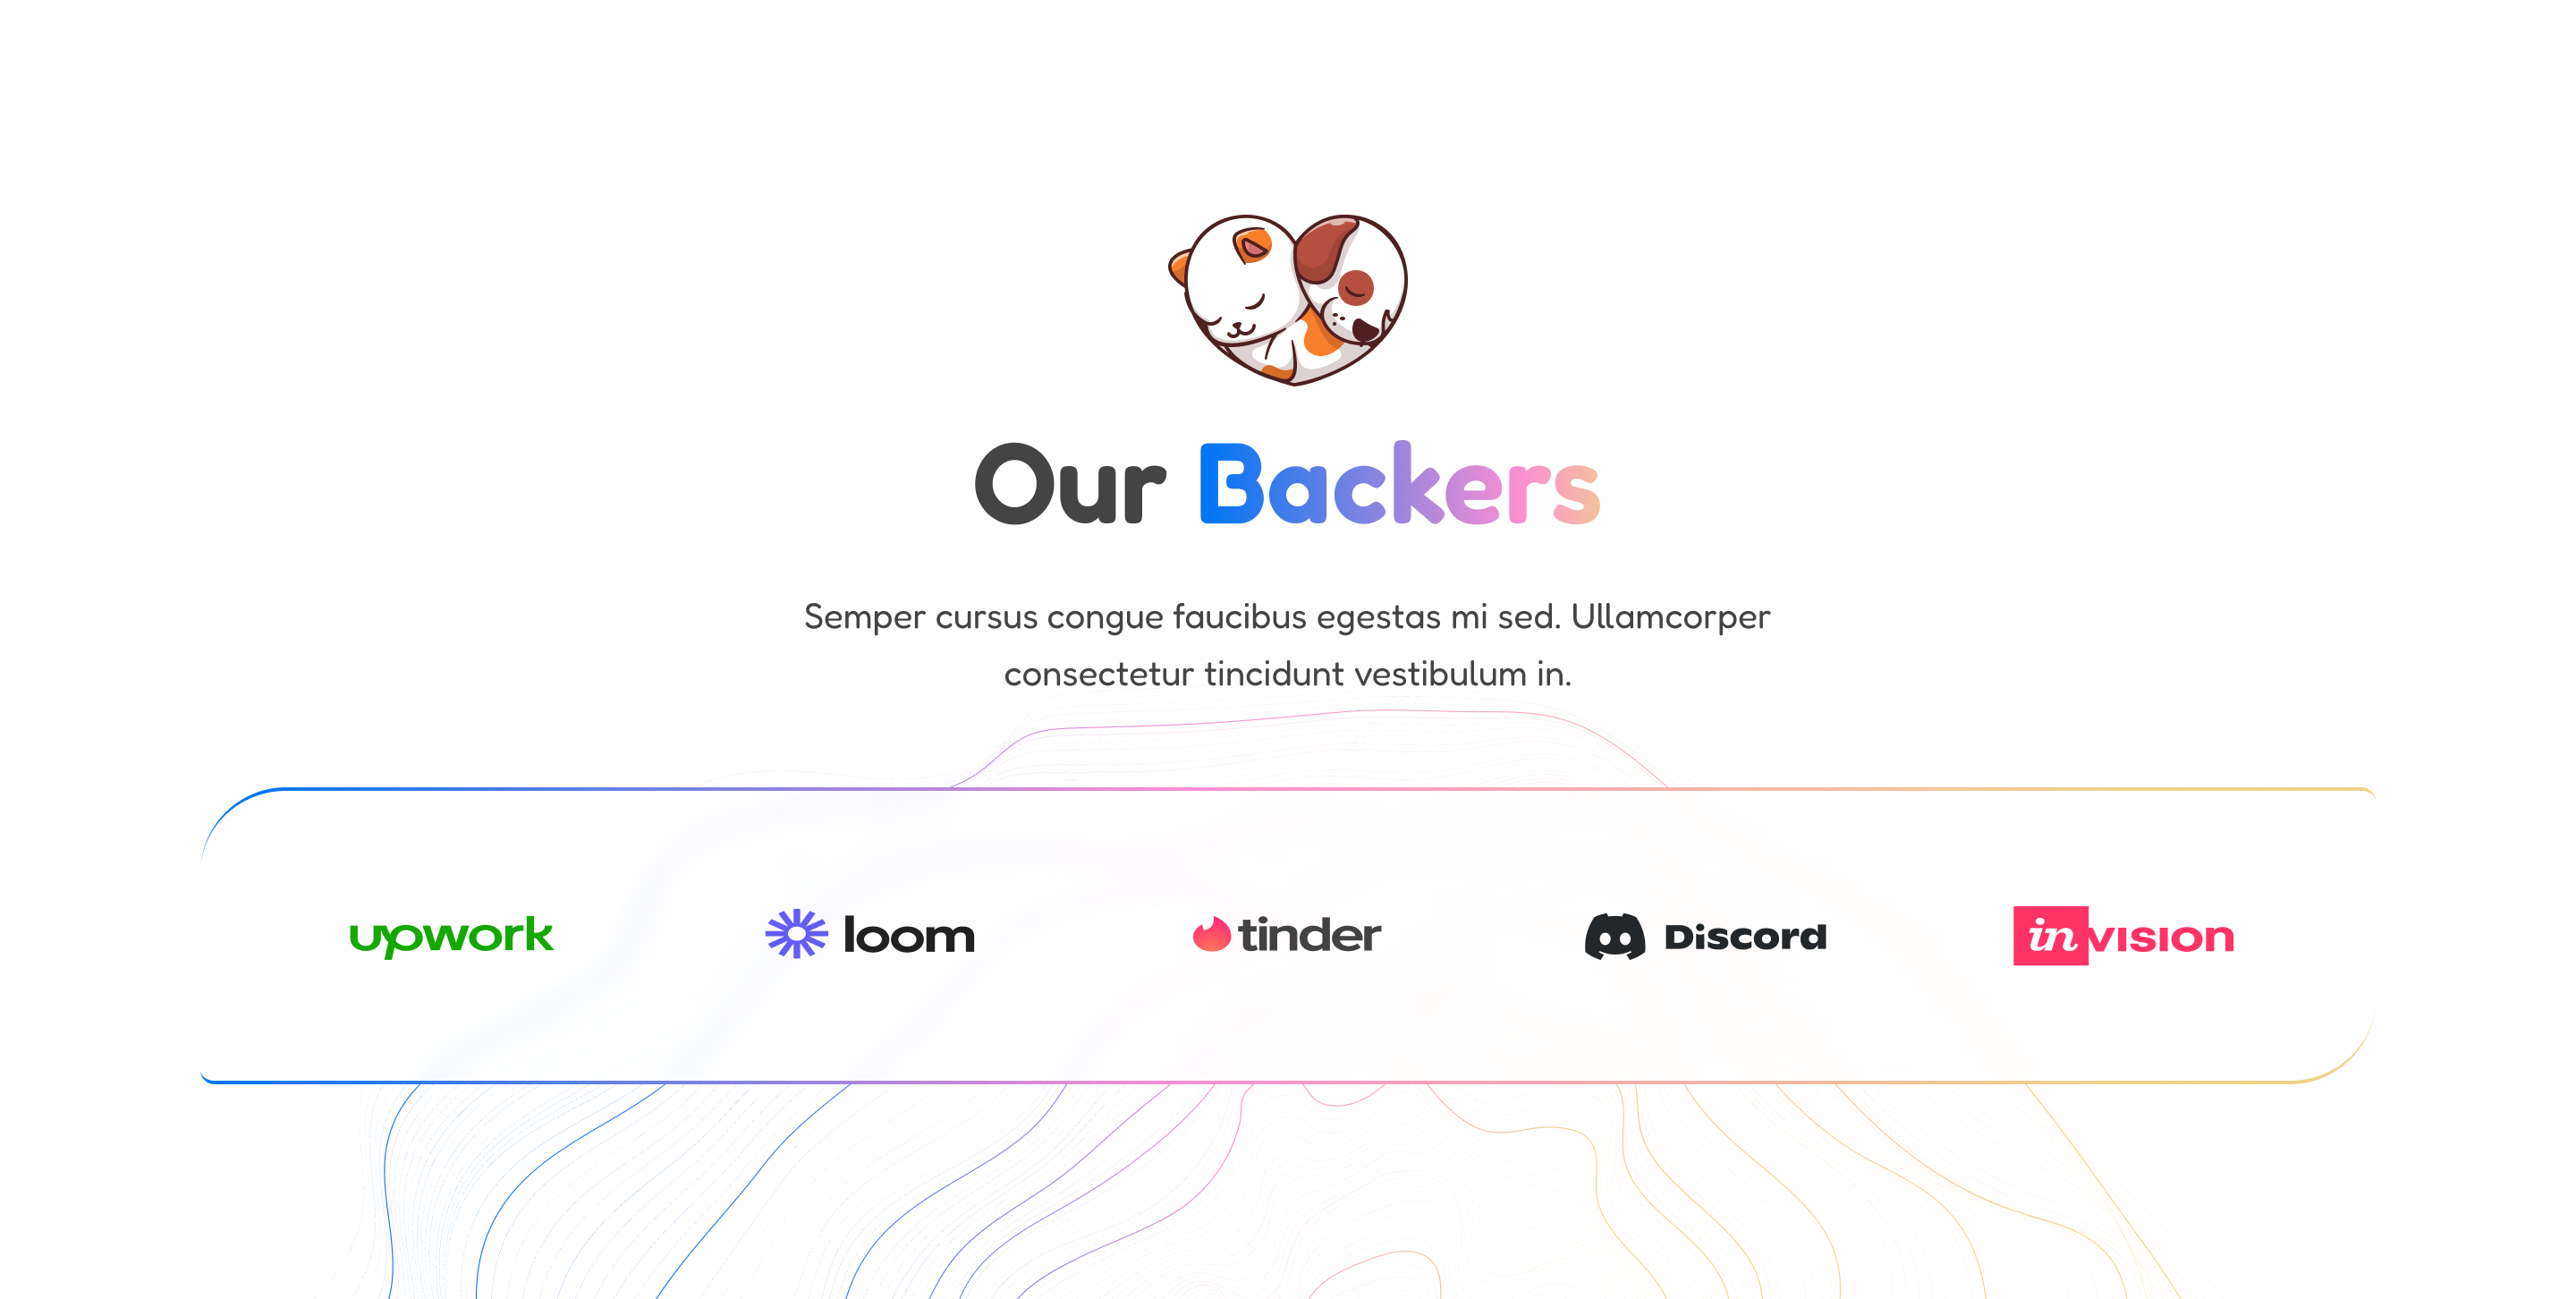 Our Backers
Semper cursus congue faucibus egestas mi sed. Ullamcorper
consectetur tincidunt vestibulum in.
upwork loom tinder Discord invision